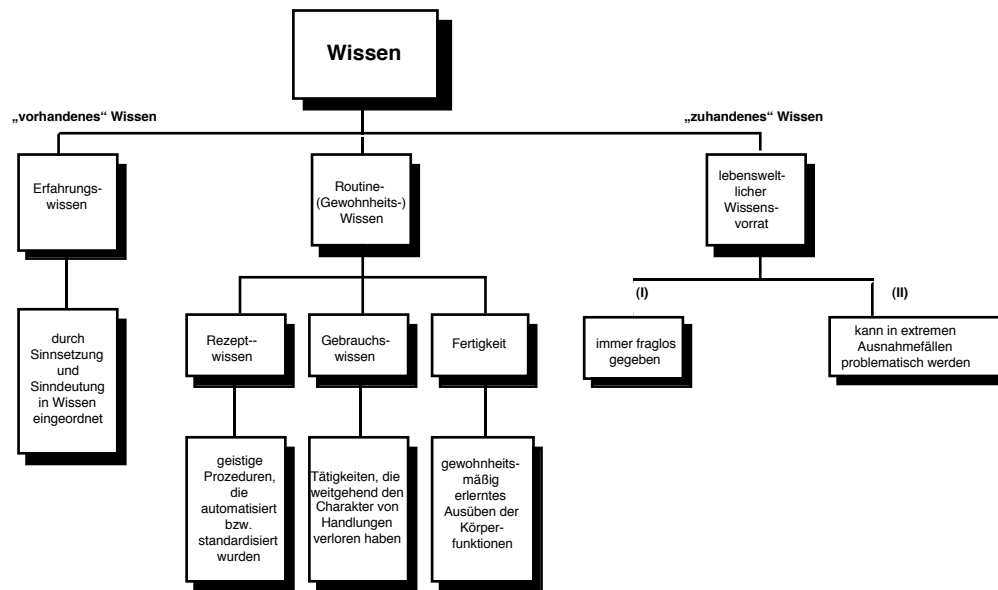 Wissen
„vorhandenes“ Wissen
„zuhandenes“ Wissen
Erfahrungs-
wissen
Routine-
(Gewohnheits-)
Wissen
lebenswelt-
licher
Wissens-
vorrat
(I)
(II)
durch
Sinnsetzung
und
Sinndeutung
in Wissen
eingeordnet
Rezept--
wissen
Gebrauchs-
wissen
Fertigkeit
immer fraglos
gegeben
kann in extremen
Ausnahmefällen
problematisch werden
geistige
Prozeduren,
die
automatisiert
bzw.
standardisiert
wurden
Tätigkeiten, die
weitgehend den
Charakter von
Handlungen
verloren haben
gewohnheits-
mäßig
erlerntes
Ausüben der
Körper-
funktionen